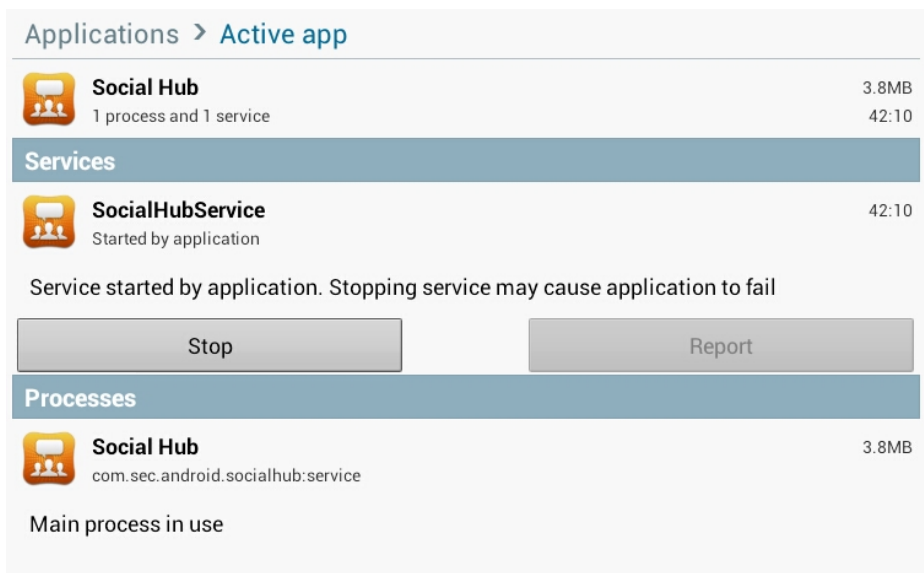 Applications > Active app
Social Hub 3.8MB
1 process and 1 service 42:10
Services
SocialHubService 42:10
Started by application
Service started by application. Stopping service may cause application to fail
Stop Report
Processes
Social Hub 3.8MB
com.sec.android.socialhub:service
Main process in use